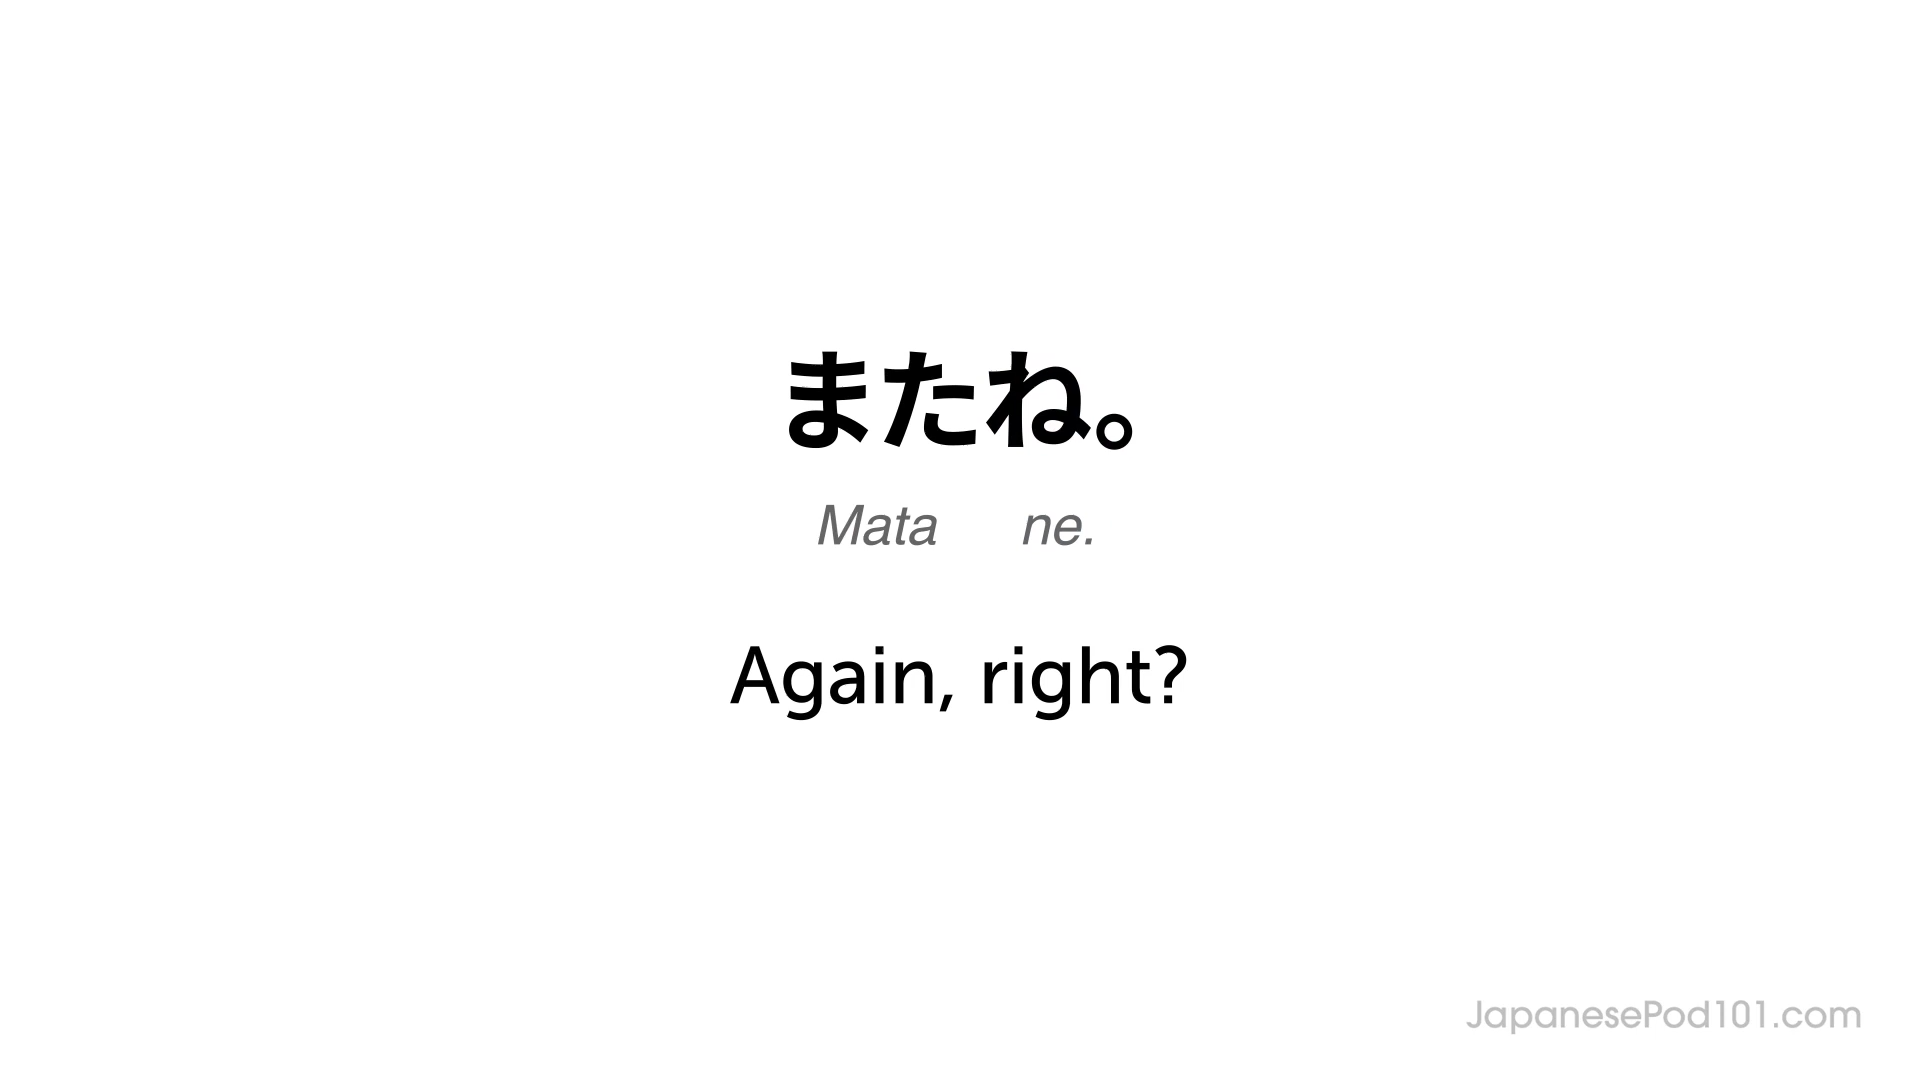 またね。
Mata ne.
Again, right?
JapanesePod101.com